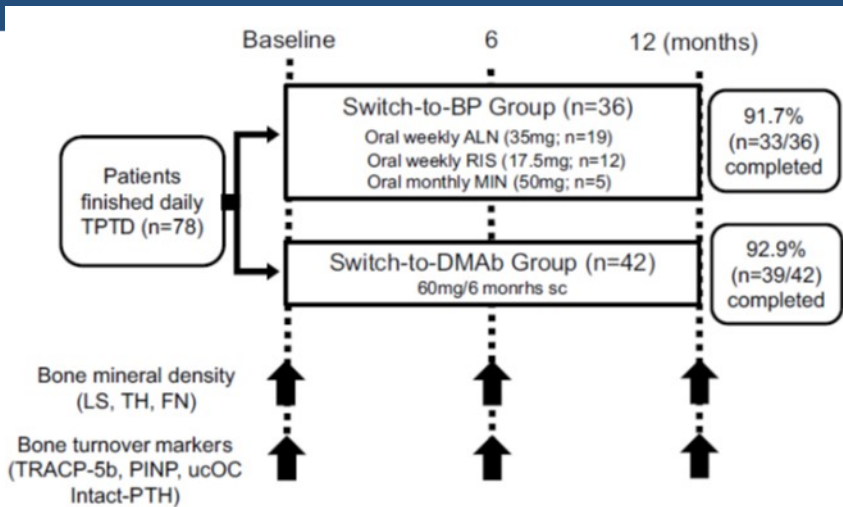 Baseline
6
12 (months)
Patients
finished daily
TPTD (n=78)
Switch-to-BP Group (n=36)
Oral weekly ALN (35mg; n=19)
Oral weekly RIS (17.5mg; n=12)
Oral monthly MIN (50mg; n=5)
91.7%
(n=33/36)
completed
Switch-to-DMAb Group (n=42)
60mg/6 monrhs sc
92.9%
(n=39/42)
completed
Bone mineral density
(LS, TH, FN)
Bone turnover markers
(TRACP-5b, PINP, ucOC
Intact-PTH)